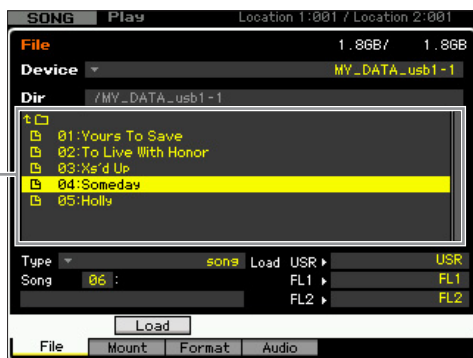 SONG Play Location 1:001 / Location 2:001
File 1.8GB/ 1.8GB
Device MY_DATA_usb1-1
Dir /MY_DATA_usb1-1
01:Yours To Save
02:To Live With Honor
03:Xs'd Up
04:Someday
05:Holly
Type song Load USR USR
Song 06 : FL1 FL1
FL2 FL2
Load
File Mount Format Audio